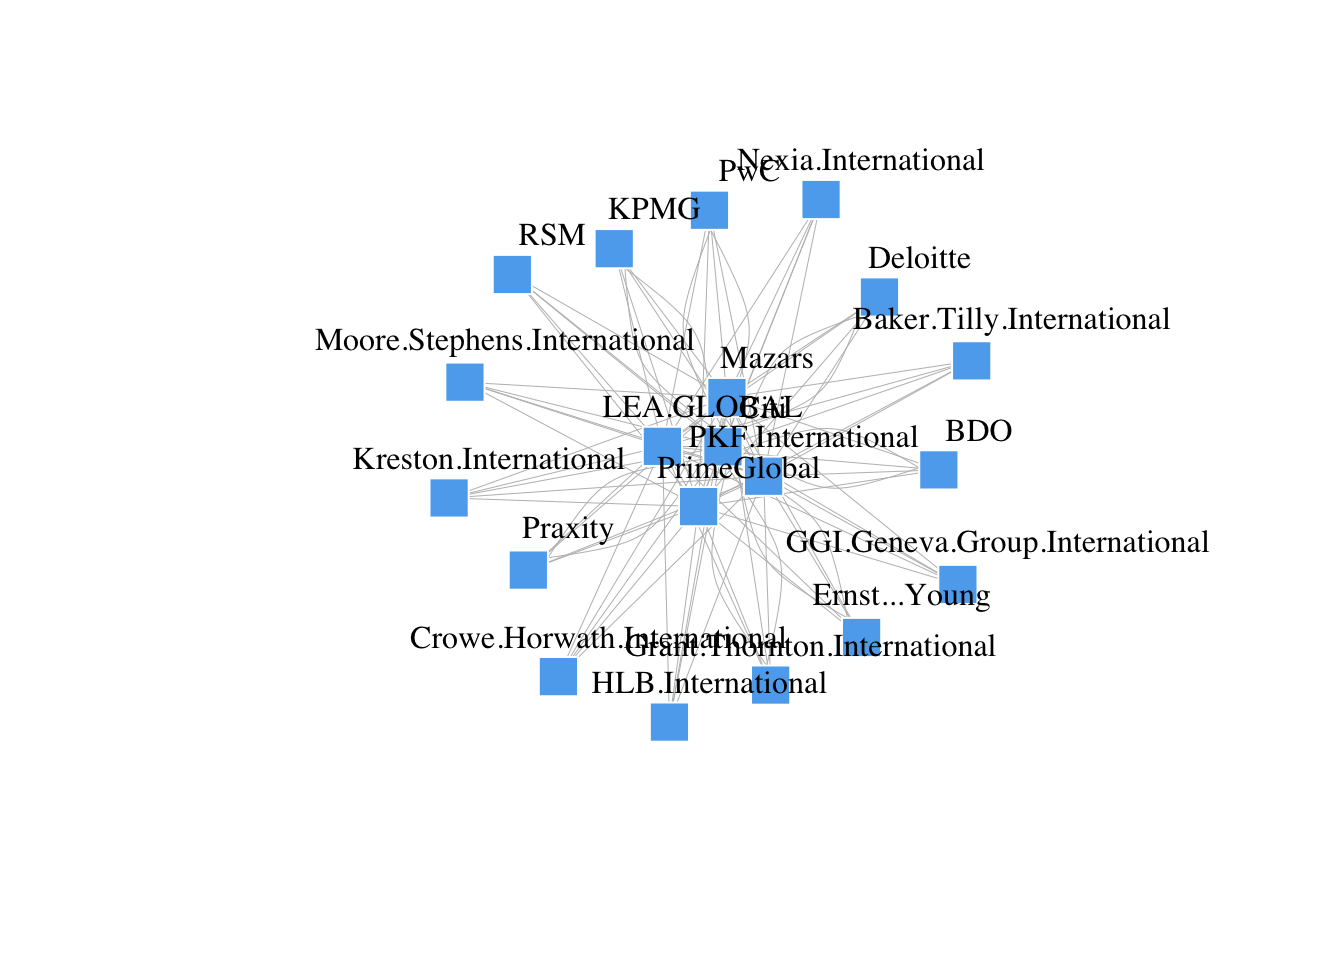 Nexia.International
PwC
KPMG
RSM
Deloitte
Baker.Tilly.International
Moore.Stephens.International
Mazars
LEA.GLOBAL
Citi
PKF.International
BDO
Kreston.International
PrimeGlobal
Praxity
GGI.Geneva.Group.International
Ernst...Young
Crowe.Horwath.International
Grant.Thornton.International
HLB.International